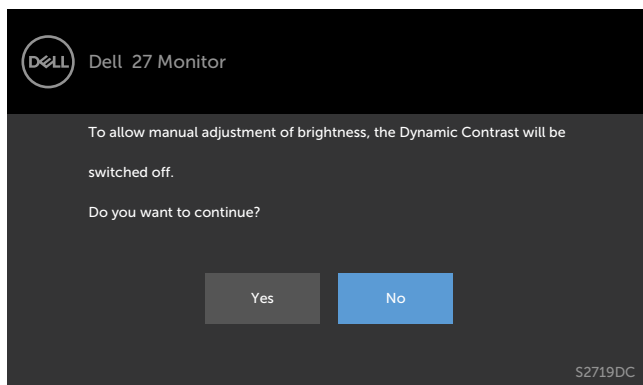 DELL
Dell 27 Monitor
To allow manual adjustment of brightness, the Dynamic Contrast will be
switched off.
Do you want to continue?
Yes
No
S2719DC